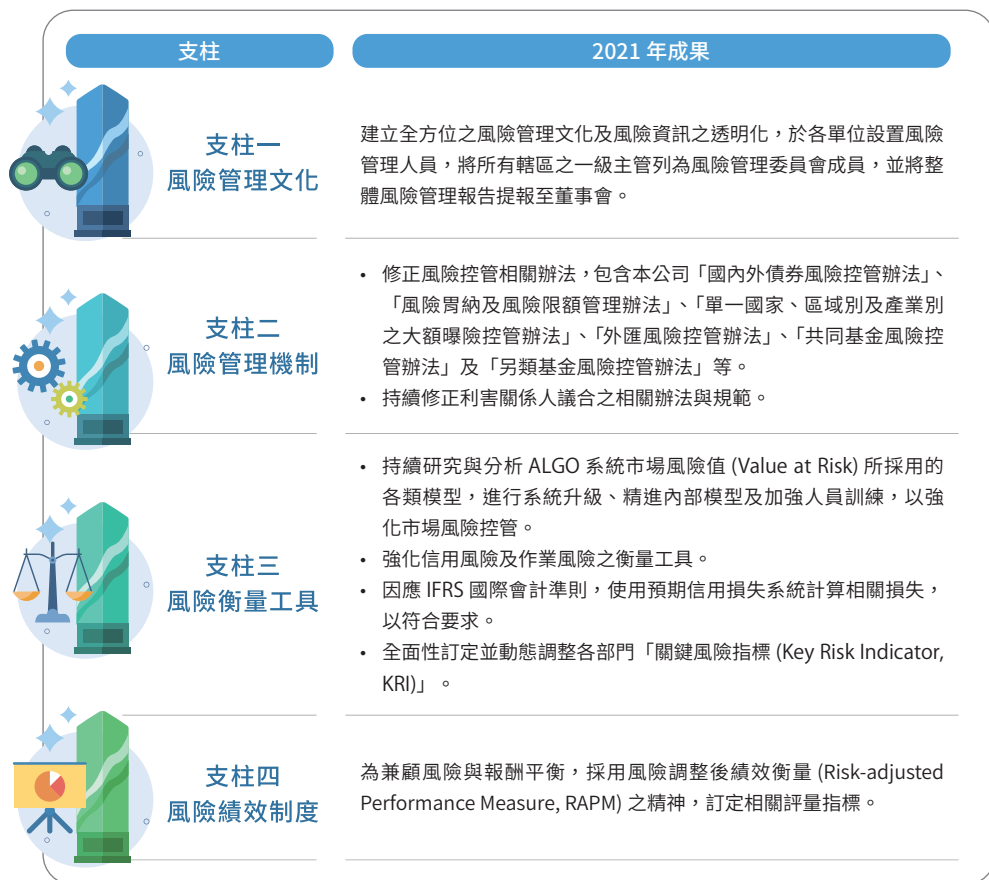 支柱
2021 年成果
支柱一
風險管理文化
建立全方位之風險管理文化及風險資訊之透明化,於各單位設置風險
管理人員,將所有轄區之一級主管列為風險管理委員會成員,並將整
體風險管理報告提報至董事會。
支柱二
風險管理機制
• 修正風險控管相關辦法,包含本公司「國內外債券風險控管辦法」、
「風險胃納及風險限額管理辦法」、「單一國家、區域別及產業別
之大額曝險控管辦法」、「外匯風險控管辦法」、「共同基金風險控
管辦法」及「另類基金風險控管辦法」等。
• 持續修正利害關係人議合之相關辦法與規範。
支柱三
風險衡量工具
• 持續研究與分析 ALGO 系統市場風險值 (Value at Risk) 所採用的
各類模型,進行系統升級、精進內部模型及加強人員訓練,以強
化市場風險控管。
• 強化信用風險及作業風險之衡量工具。
• 因應 IFRS 國際會計準則,使用預期信用損失系統計算相關損失,
以符合要求。
• 全面性訂定並動態調整各部門「關鍵風險指標 (Key Risk Indicator,
KRI)」。
支柱四
風險績效制度
為兼顧風險與報酬平衡,採用風險調整後績效衡量 (Risk-adjusted
Performance Measure, RAPM) 之精神,訂定相關評量指標。